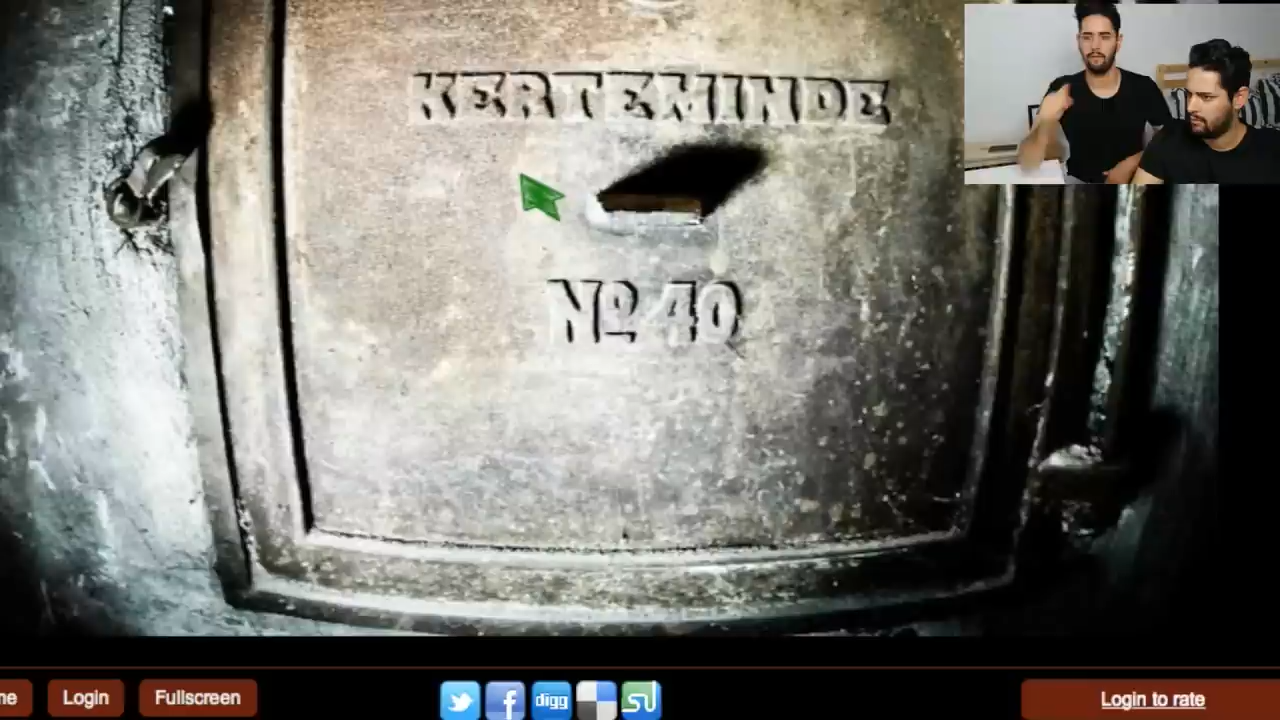 KERTEMINDE
Nº 40
Login
Fullscreen
digg
Login to rate